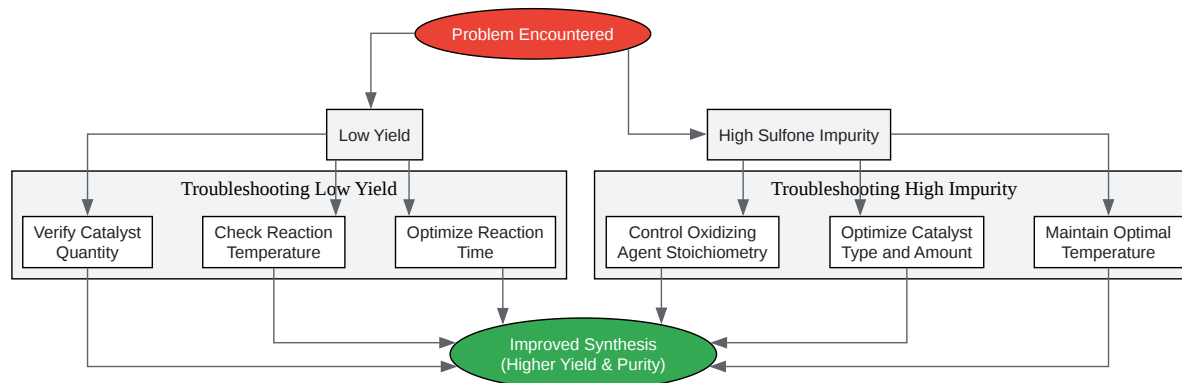 Problem Encountered
Low Yield
High Sulfone Impurity
Troubleshooting Low Yield
Troubleshooting High Impurity
Verify Catalyst
Quantity
Check Reaction
Temperature
Optimize Reaction
Time
Control Oxidizing
Agent Stoichiometry
Optimize Catalyst
Type and Amount
Maintain Optimal
Temperature
Improved Synthesis
(Higher Yield & Purity)